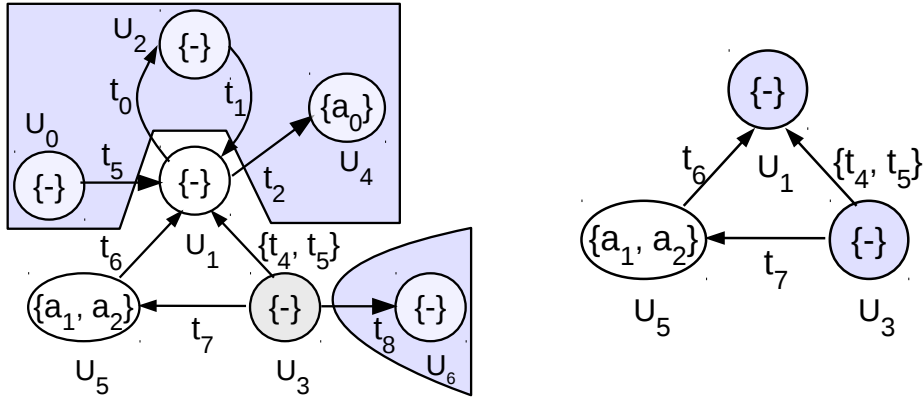 U2
{-}
t0
t1
{a0}
U4
U0
{-}
t5
{-}
t2
U1
t6
{t4, t5}
{a1, a2}
U5
t7
{-}
U3
t8
{-}
U6
{-}
U1
t6
{t4, t5}
{a1, a2}
U5
t7
{-}
U3